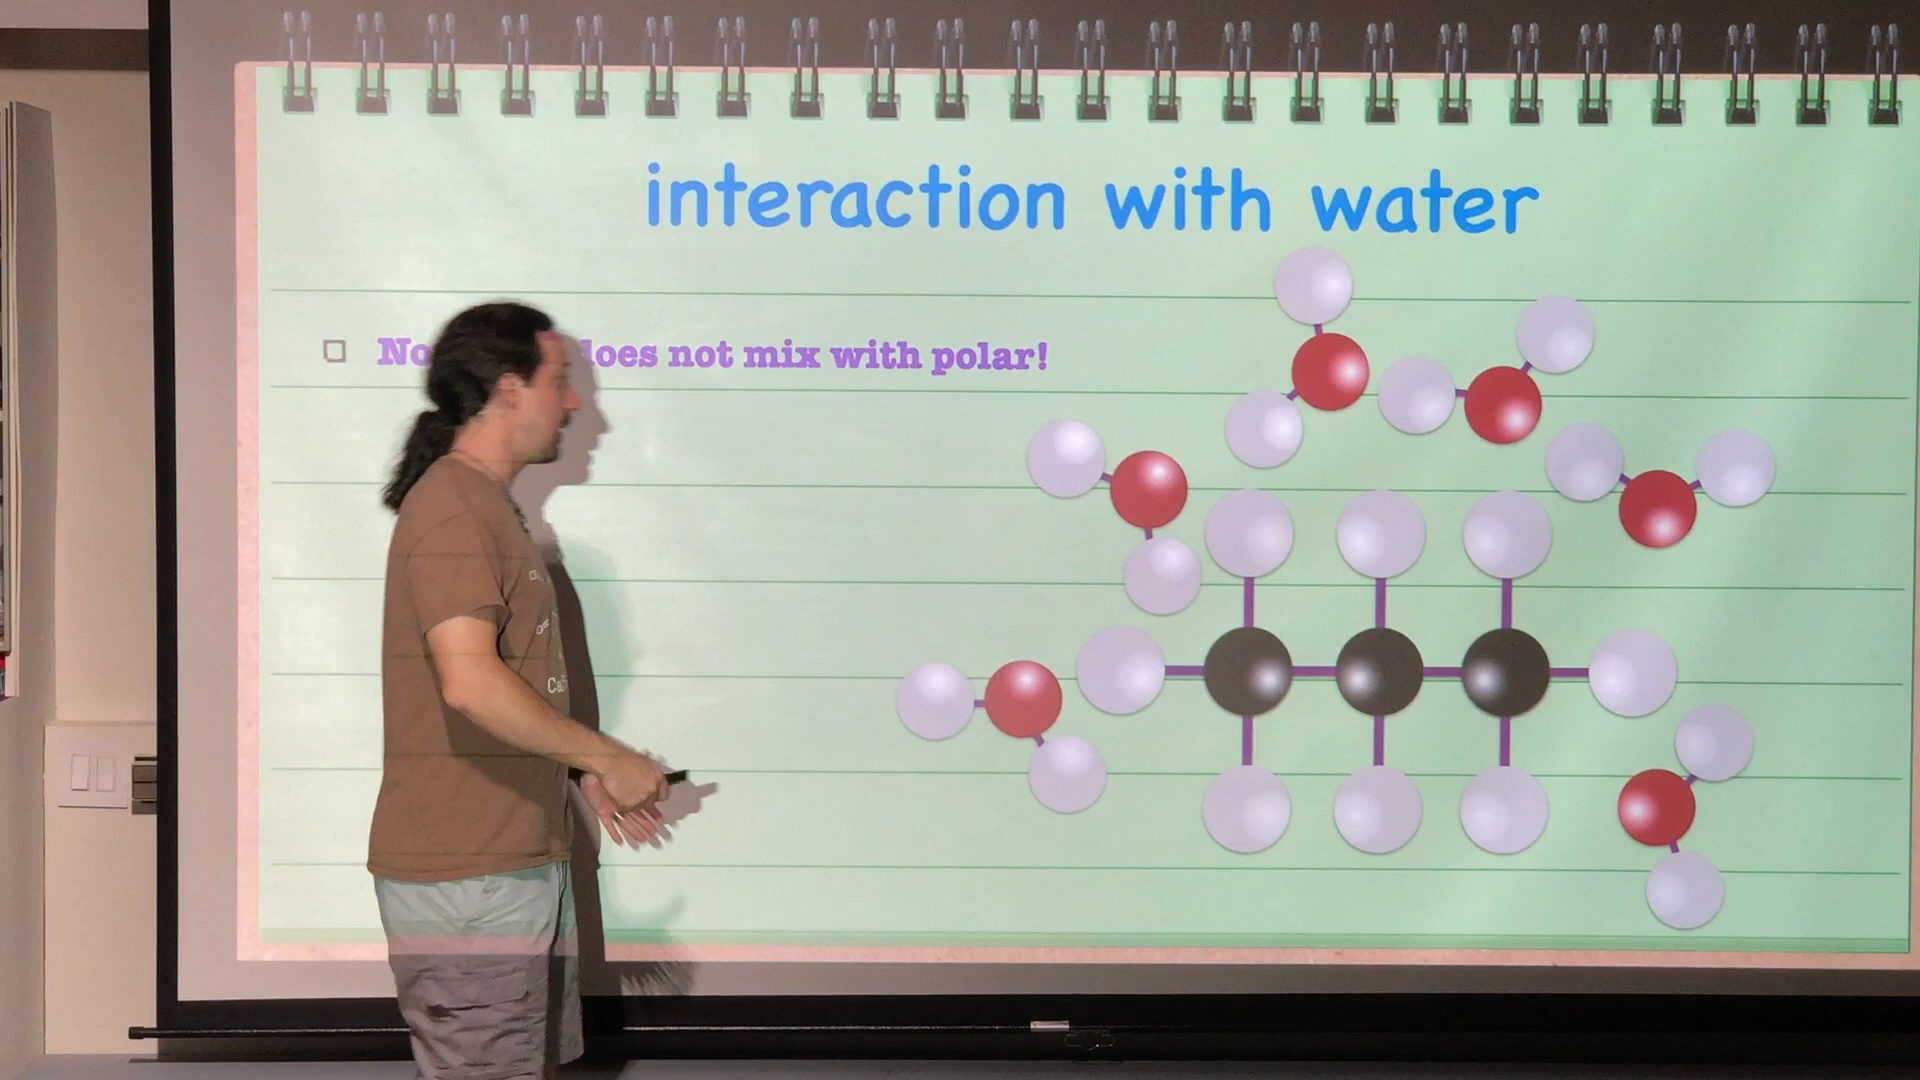 interaction with water
does not mix with polar!